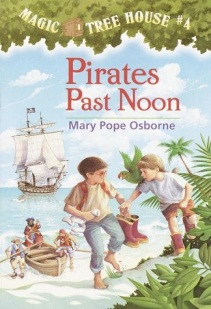 MAGIC TREE HOUSE #4
Pirates
Past Noon
Mary Pope Osborne